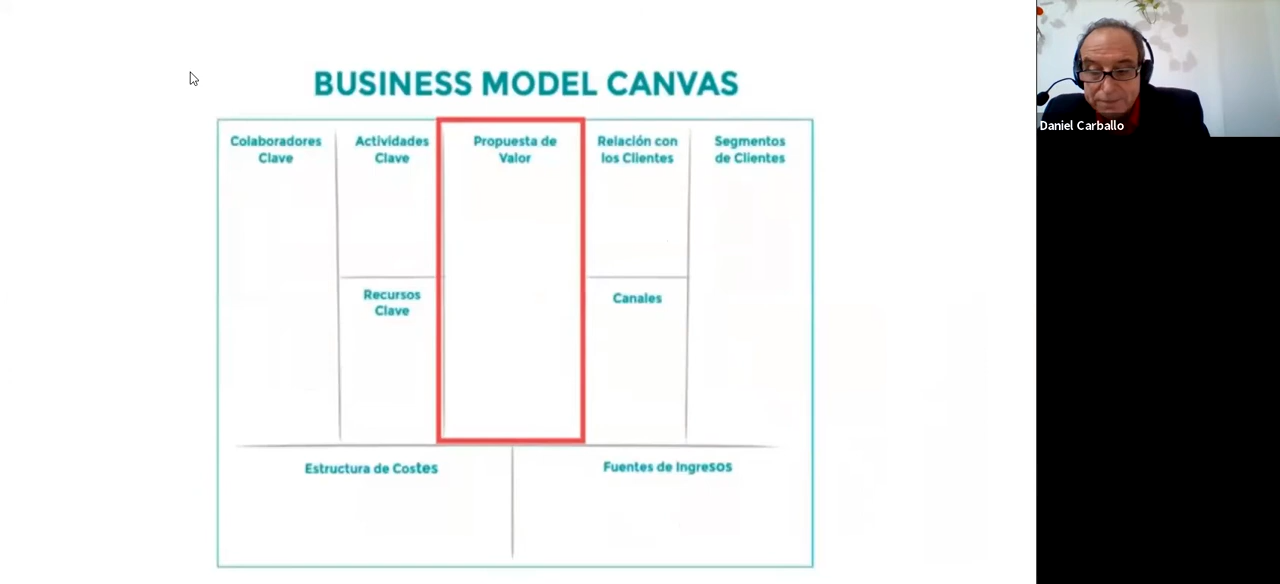 BUSINESS MODEL CANVAS
Colaboradores
Clave
Actividades
Clave
Propuesta de
Valor
Relación con
los Clientes
Segmentos
de Clientes
Recursos
Clave
Canales
Estructura de Costes
Fuentes de Ingresos
Daniel Carballo